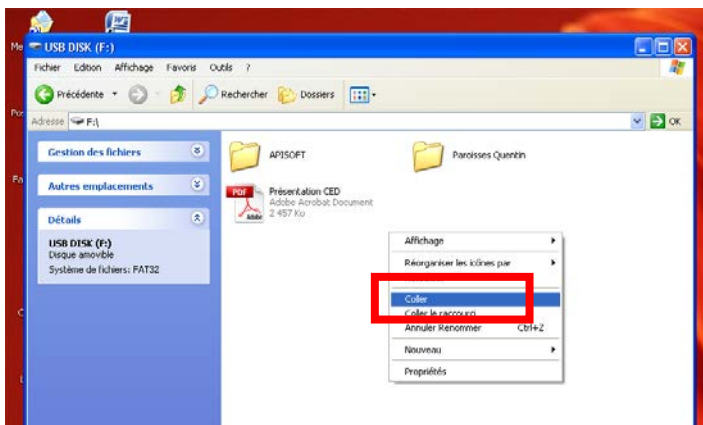 USB DISK (F:)
Fichier Edition Affichage Favoris Outils ?
Précédente Rechercher Dossiers
Adresse F:\ OK
Gestion des fichiers
Autres emplacements
Détails
USB DISK (F:)
Disque amovible
Système de fichiers: FAT32
APISOFT
Paroisses Quentin
PDF
Adobe
Présentation CED
Adobe Acrobat Document
2 457 Ko
Affichage
Réorganiser les icônes par
Coller
Coller le raccourci
Annuler Renommer Ctrl+Z
Nouveau
Propriétés